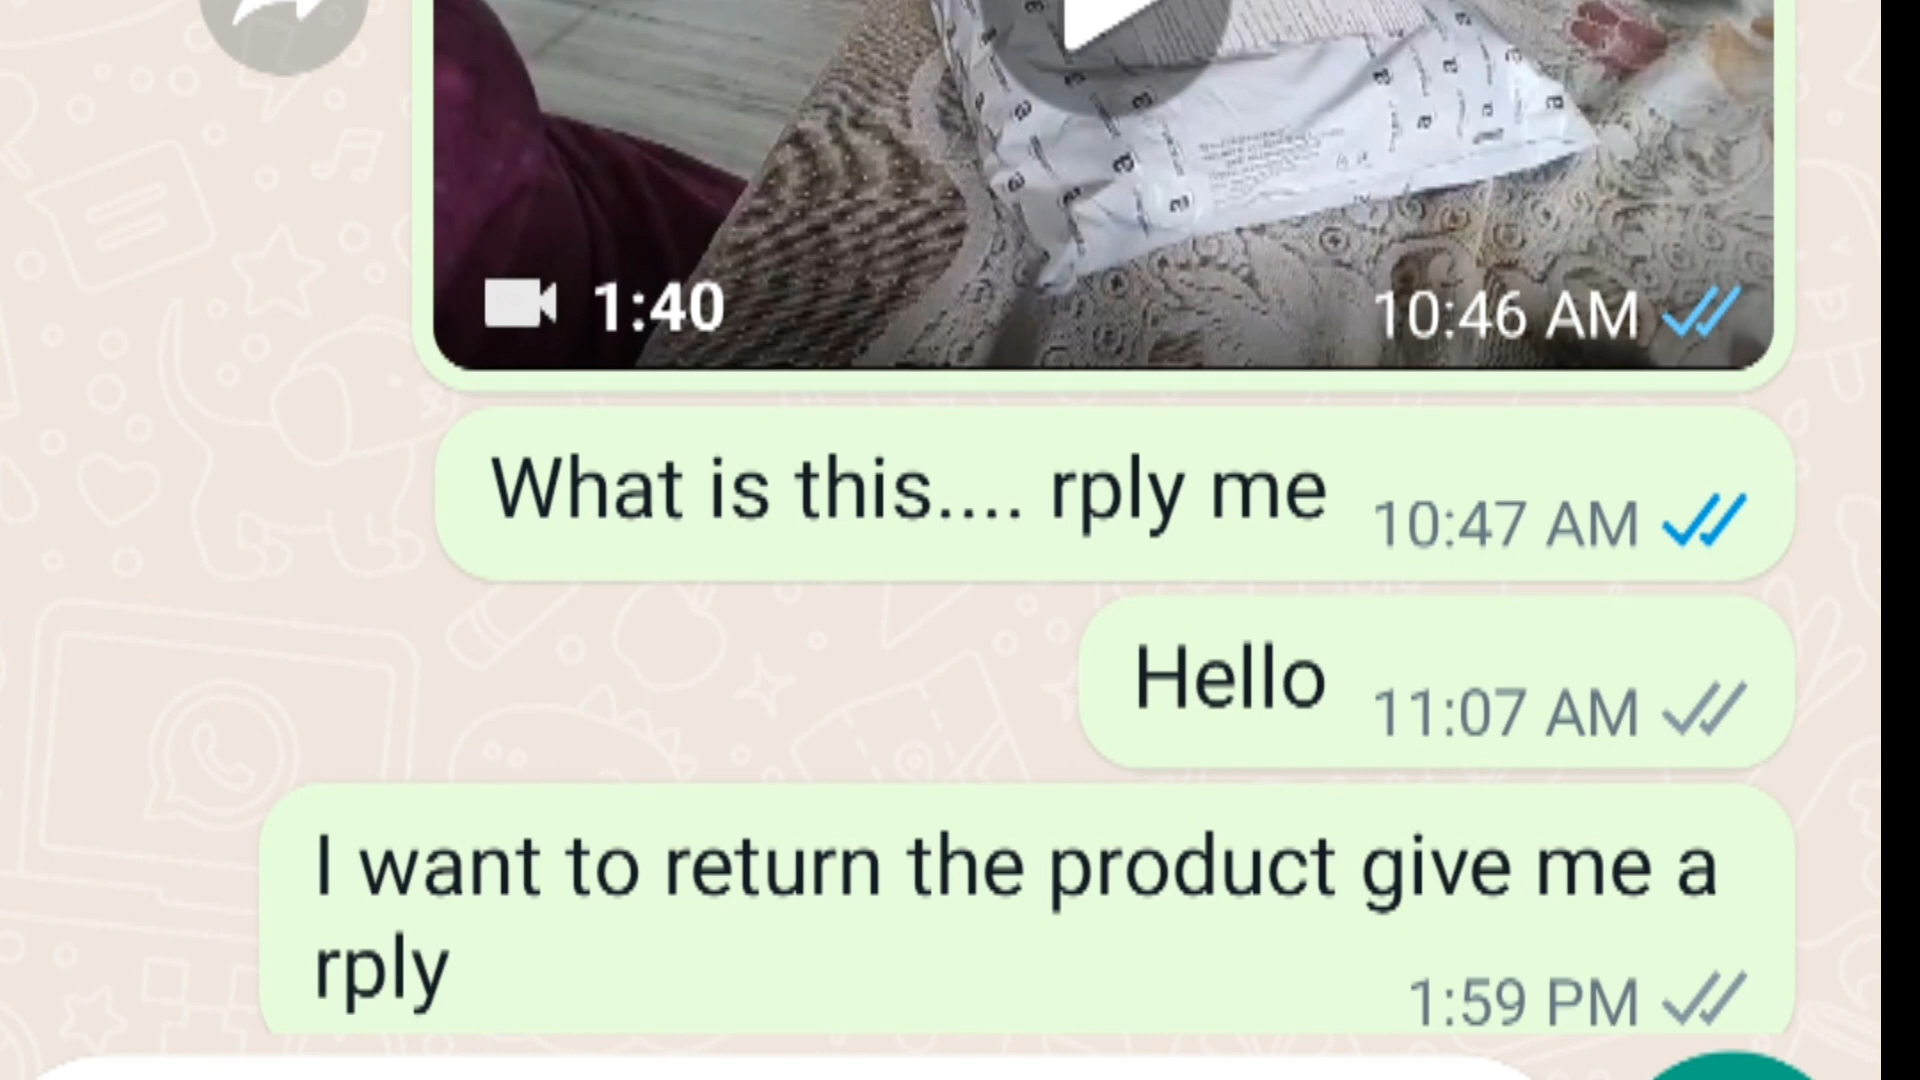 1:40
10:46 AM
What is this.... rply me
10:47 AM
Hello
11:07 AM
I want to return the product give me a
rply
1:59 PM